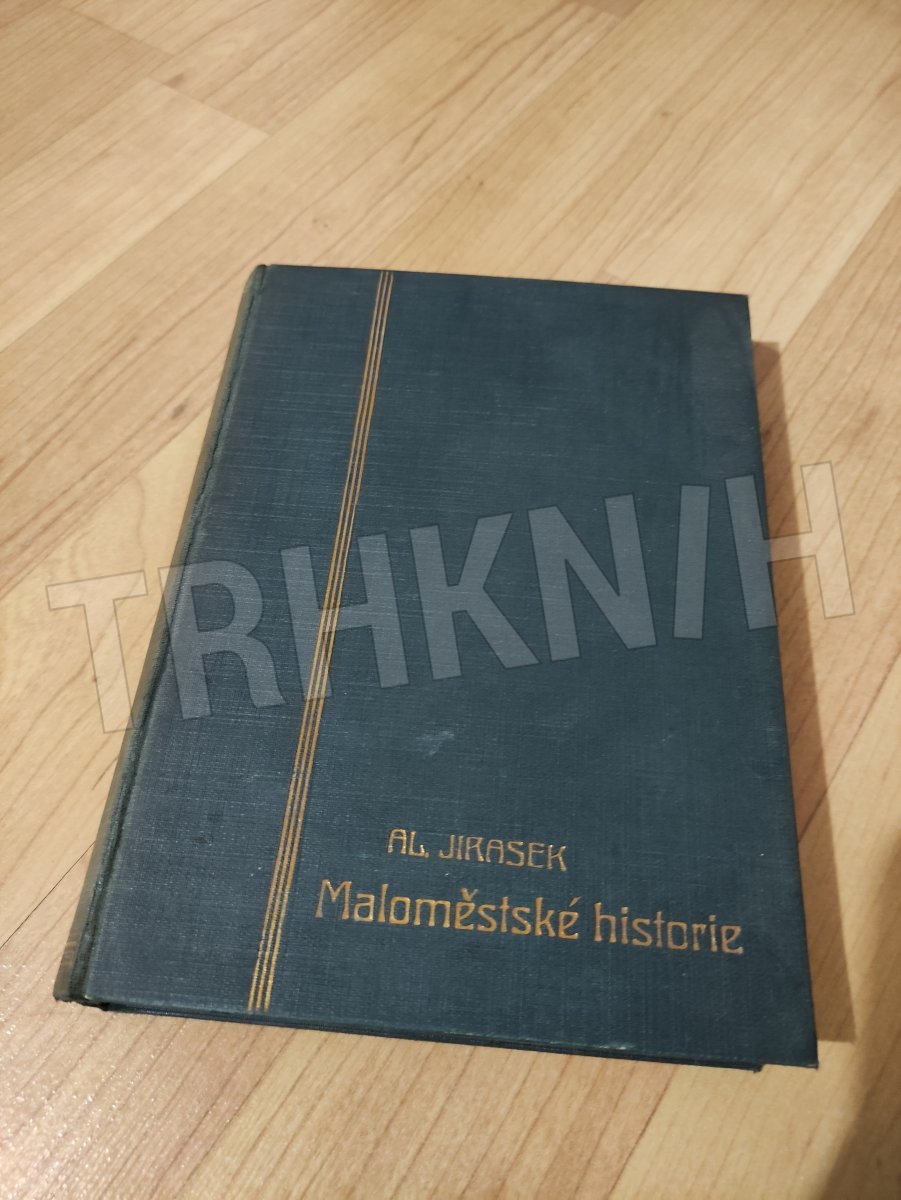 TRHKNIH
AL. JIRASEK
Maloměstské historie